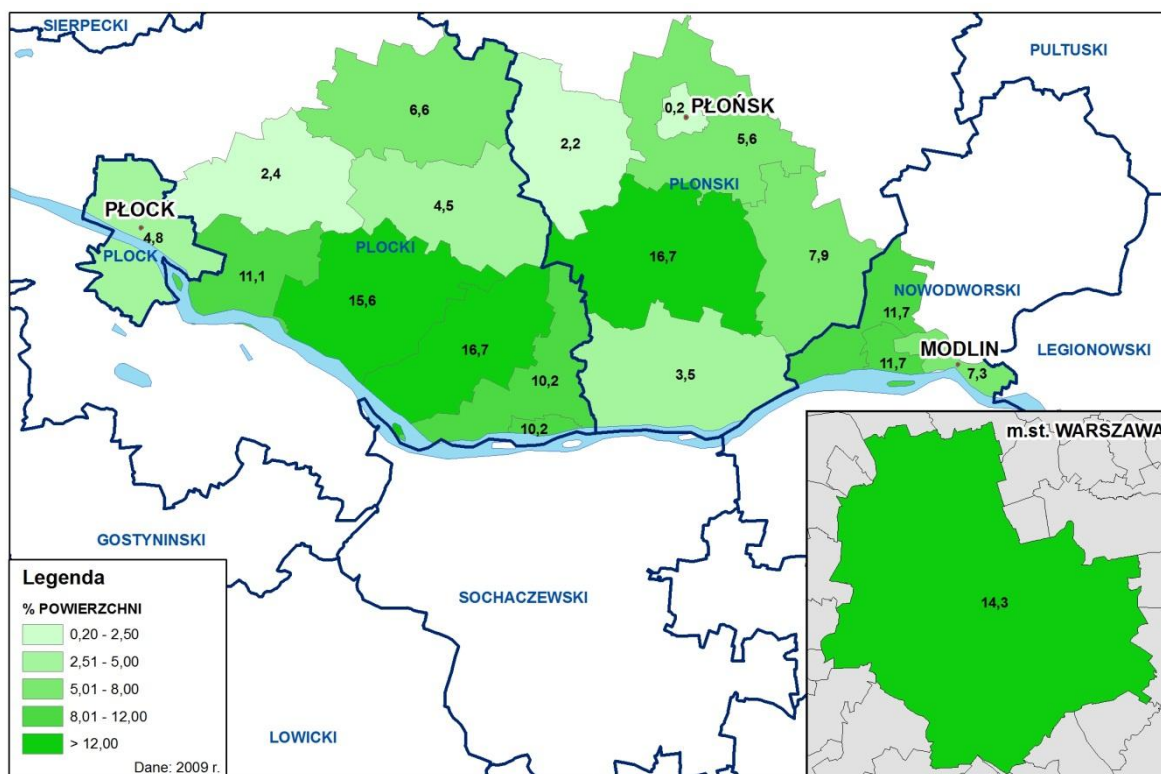 SIERPECKI
PUŁTUSKI
6,6
0,2
PŁOŃSK
2,2
5,6
2,4
PLONSKI
4,5
PŁOCK
4,8
PLOCK
PLOCKI
11,1
16,7
7,9
15,6
NOWODWORSKI
11,7
16,7
MODLIN
LEGIONOWSKI
10,2
3,5
11,7
7,3
10,2
m.st. WARSZAWA
GOSTYNINSKI
Legenda
% POWIERZCHNI
0,20 - 2,50
2,51 - 5,00
5,01 - 8,00
8,01 - 12,00
> 12,00
Dane: 2009 r.
SOCHACZEWSKI
14,3
LOWICKI